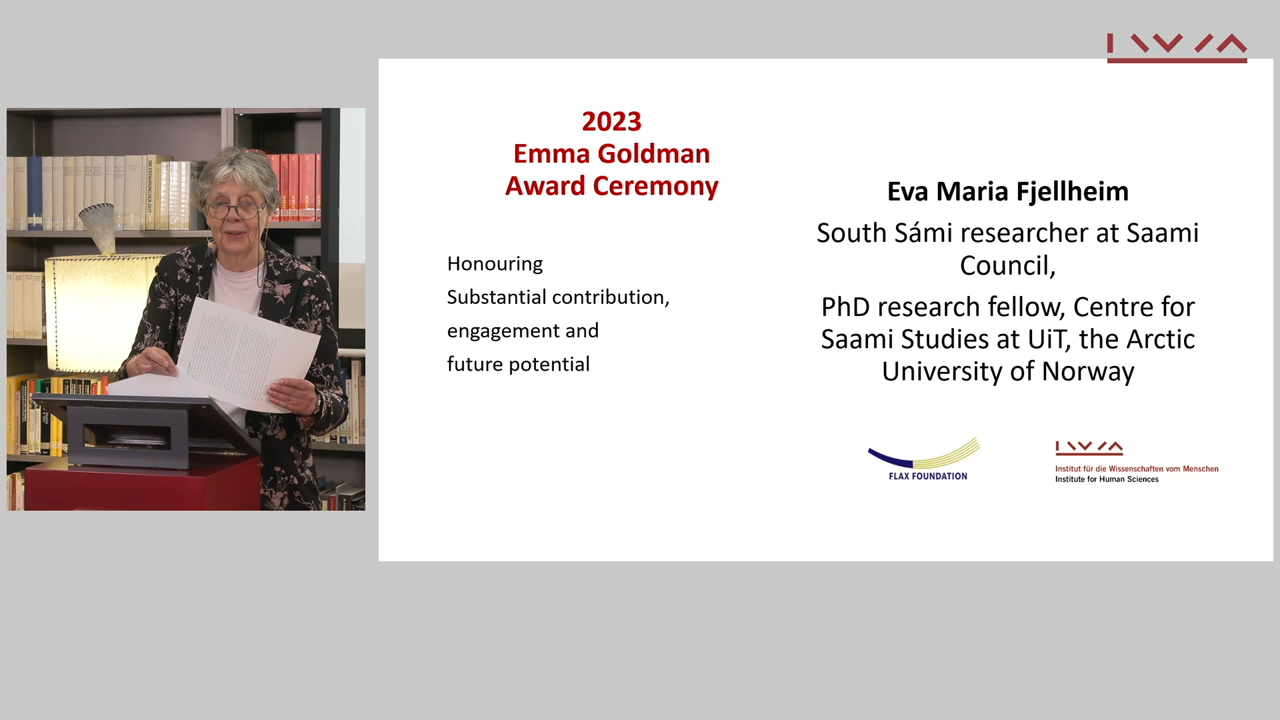 2023
Emma Goldman
Award Ceremony
Honouring
Substantial contribution,
engagement and
future potential
Eva Maria Fjellheim
South Sámi researcher at Saami
Council,
PhD research fellow, Centre for
Saami Studies at UiT, the Arctic
University of Norway
FLAX FOUNDATION
Institut für die Wissenschaften vom Menschen
Institute for Human Sciences